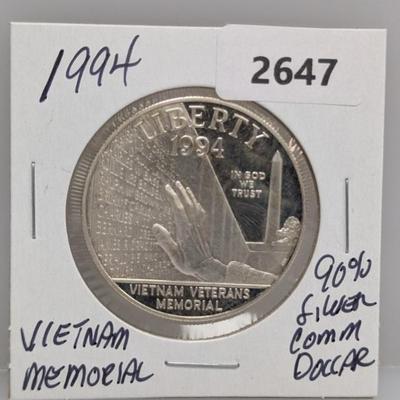 1994
2647
LIBERTY
1994
IN GOD
WE
TRUST
VIETNAM VETERANS
MEMORIAL
VIETNAM
MEMORIAL
90%
SILVER
COMM
DOLLAR